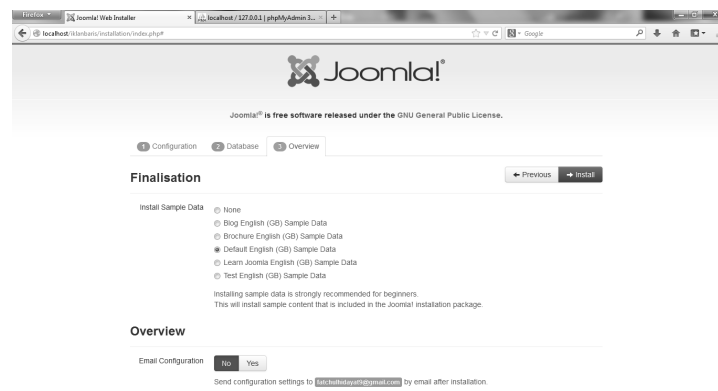 Firefox
Joomla! Web Installer
localhost / 127.0.0.1 | phpMyAdmin 3....
localhost/iklanbaris/installation/index.php#
Google
Joomla!®
Joomla!® is free software released under the GNU General Public License.
1 Configuration
2 Database
3 Overview
Finalisation
Previous
Install
Install Sample Data
None
Blog English (GB) Sample Data
Brochure English (GB) Sample Data
Default English (GB) Sample Data
Learn Joomla English (GB) Sample Data
Test English (GB) Sample Data
Installing sample data is strongly recommended for beginners.
This will install sample content that is included in the Joomla! installation package.
Overview
Email Configuration
No Yes
Send configuration settings to by email after installation.